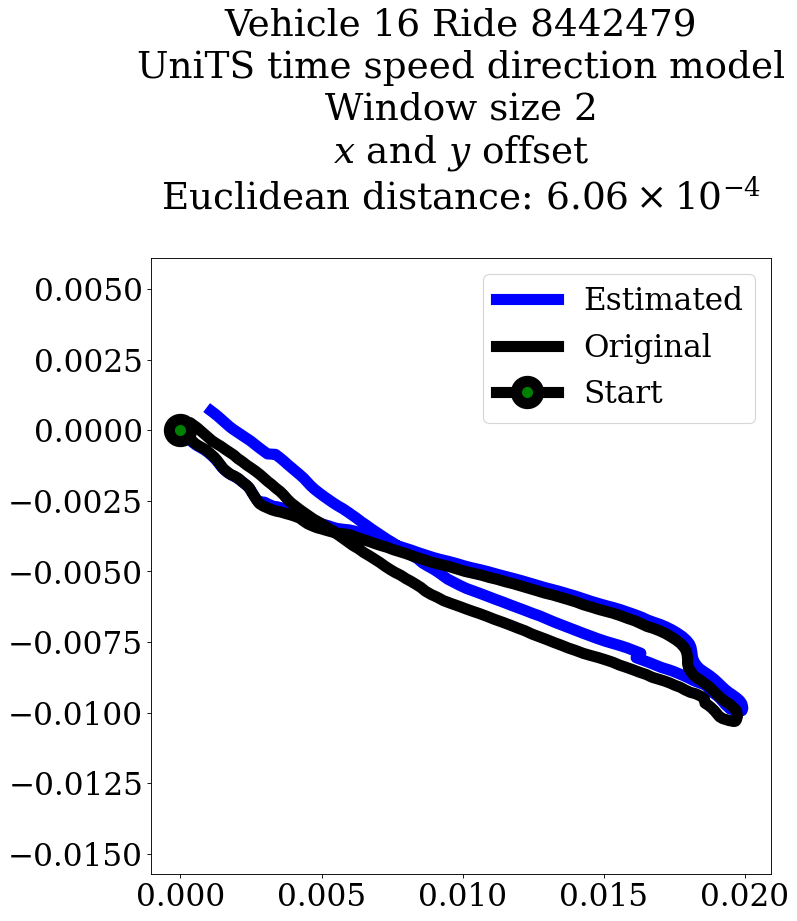 Vehicle 16 Ride 8442479
UniTS time speed direction model
Window size 2
x and y offset
Euclidean distance: 6.06 × 10⁻⁴
Estimated
Original
Start
0.0050
0.0025
0.0000
−0.0025
−0.0050
−0.0075
−0.0100
−0.0125
−0.0150
0.000 0.005 0.010 0.015 0.020